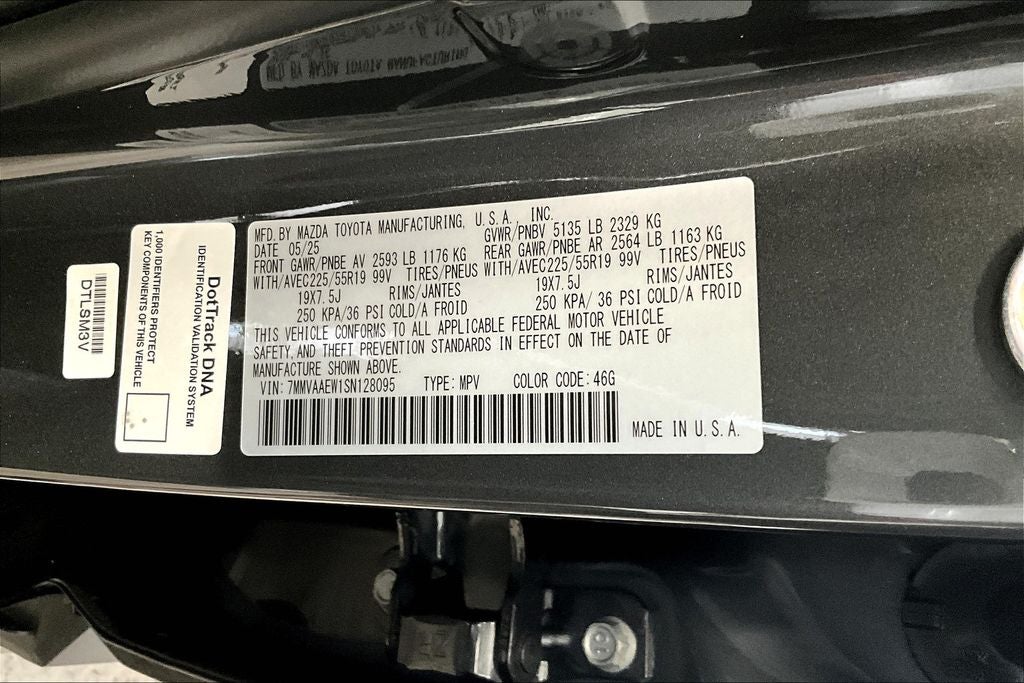 MFD. BY MAZDA TOYOTA MANUFACTURING, U.S.A., INC.
DATE 05/25 GVWR/PNBV 5135 LB 2329 KG
FRONT GAWR/PNBE AV 2593 LB 1176 KG REAR GAWR/PNBE AR 2564 LB 1163 KG
WITH/AVEC225/55R19 99V TIRES/PNEUS WITH/AVEC225/55R19 99V TIRES/PNEUS
19X7.5J RIMS/JANTES 19X7.5J RIMS/JANTES
250 KPA/36 PSI COLD/A FROID 250 KPA/ 36 PSI COLD/A FROID
THIS VEHICLE CONFORMS TO ALL APPLICABLE FEDERAL MOTOR VEHICLE
SAFETY, AND THEFT PREVENTION STANDARDS IN EFFECT ON THE DATE OF
MANUFACTURE SHOWN ABOVE.
VIN: 7MMVAAEW1SN128095 TYPE: MPV COLOR CODE: 46G
MADE IN U.S.A.
DotTrack DNA
IDENTIFICATION VALIDATION SYSTEM
1,000 IDENTIFIERS PROTECT
KEY COMPONENTS OF THIS VEHICLE
DTLSM3V